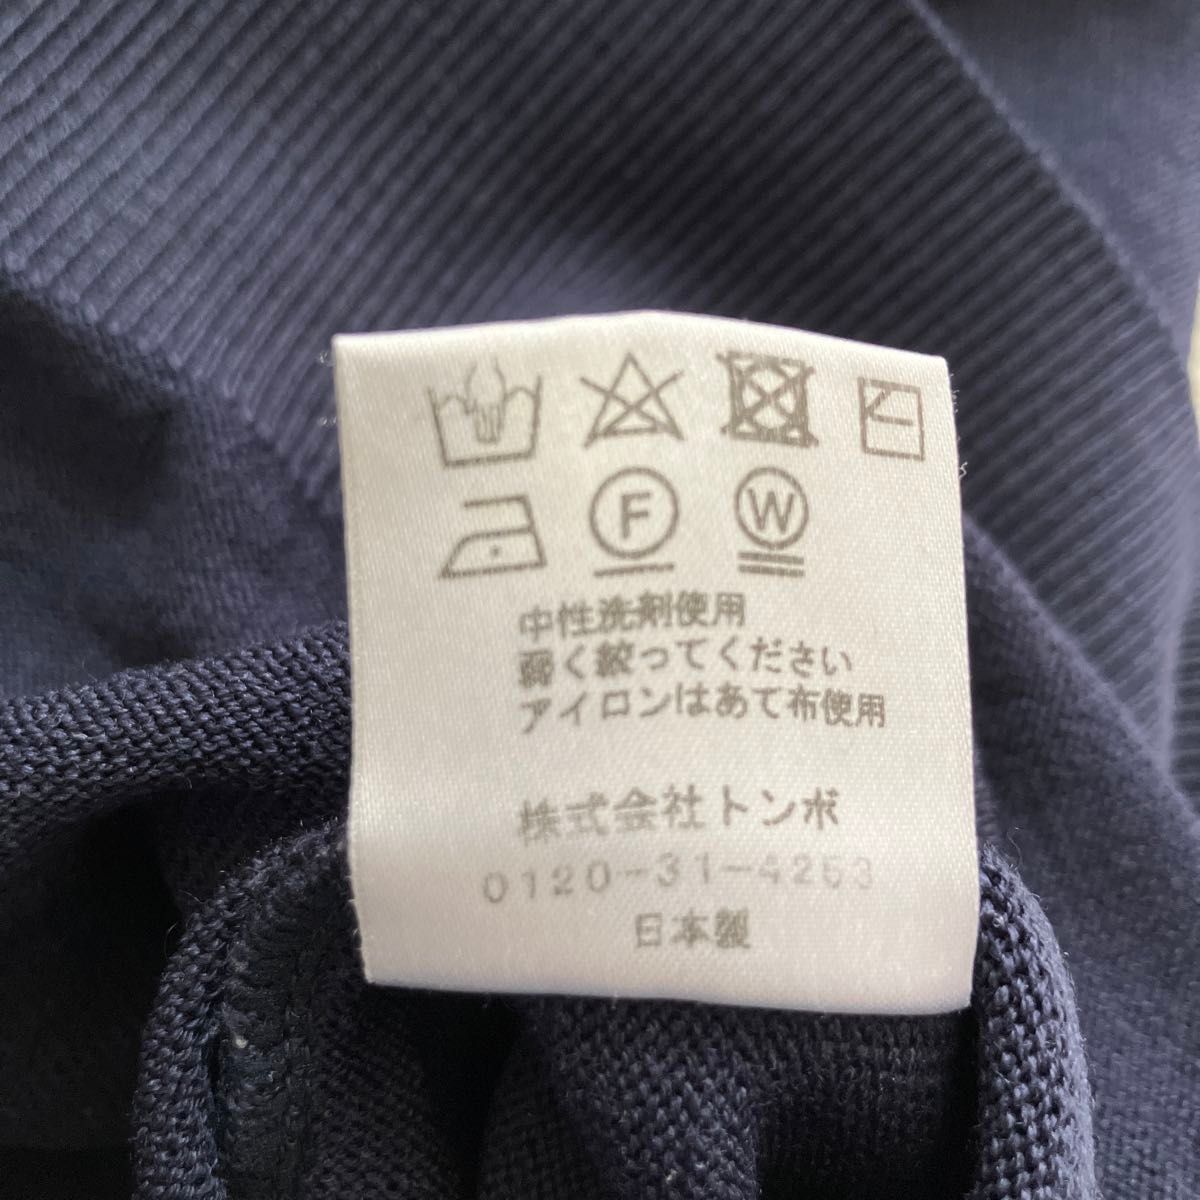 F W
中性洗剤使用
弱く絞ってください
アイロンはあて布使用
株式会社トンボ
0120-31-4253
日本製